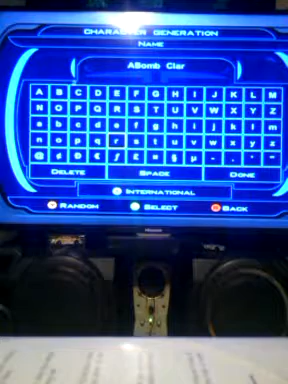 CHARACTER GENERATION
NAME
ABomb Clar
A B C D E F G H I J K L M
N O P Q R S T U V W X Y Z
a b c d e f g h i j k l m
n o p q r s t u v w x y z
DELETE SPACE DONE
INTERNATIONAL
RANDOM SELECT BACK